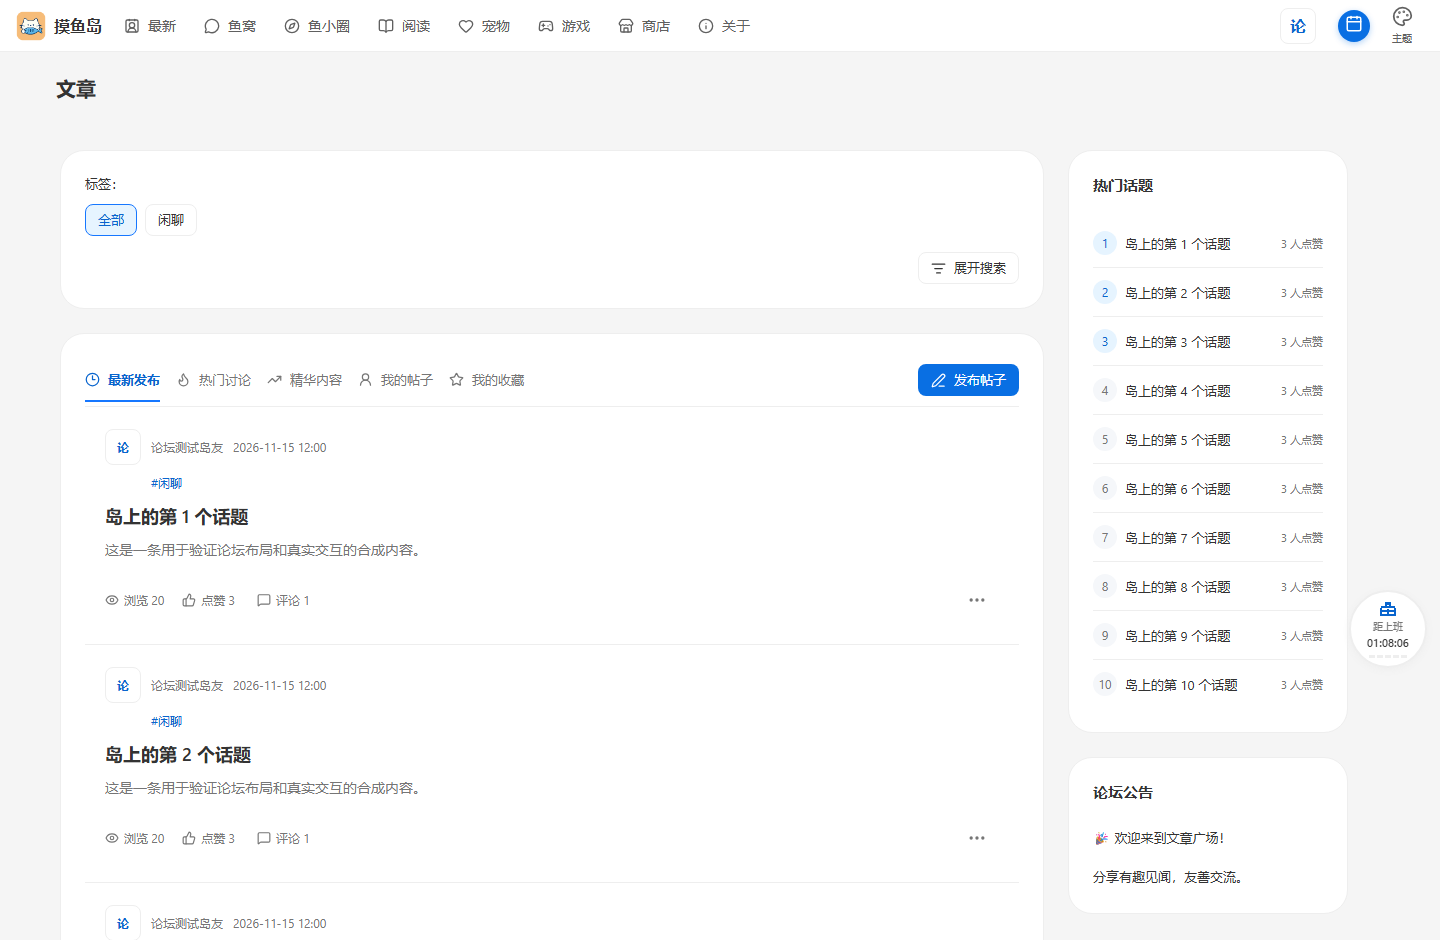 摸鱼岛 最新 鱼窝 鱼小圈 阅读 宠物 游戏 商店 关于 论 主题
文章
标签：
全部 闲聊
展开搜索
最新发布 热门讨论 精华内容 我的帖子 我的收藏 发布帖子
论 论坛测试岛友 2026-11-15 12:00
#闲聊
岛上的第 1 个话题
这是一条用于验证论坛布局和真实交互的合成内容。
浏览 20 点赞 3 评论 1
论 论坛测试岛友 2026-11-15 12:00
#闲聊
岛上的第 2 个话题
这是一条用于验证论坛布局和真实交互的合成内容。
浏览 20 点赞 3 评论 1
论 论坛测试岛友 2026-11-15 12:00
热门话题
1 岛上的第 1 个话题 3 人点赞
2 岛上的第 2 个话题 3 人点赞
3 岛上的第 3 个话题 3 人点赞
4 岛上的第 4 个话题 3 人点赞
5 岛上的第 5 个话题 3 人点赞
6 岛上的第 6 个话题 3 人点赞
7 岛上的第 7 个话题 3 人点赞
8 岛上的第 8 个话题 3 人点赞
9 岛上的第 9 个话题 3 人点赞
10 岛上的第 10 个话题 3 人点赞
论坛公告
🎉 欢迎来到文章广场！
分享有趣见闻，友善交流。
距上班
01:08:06